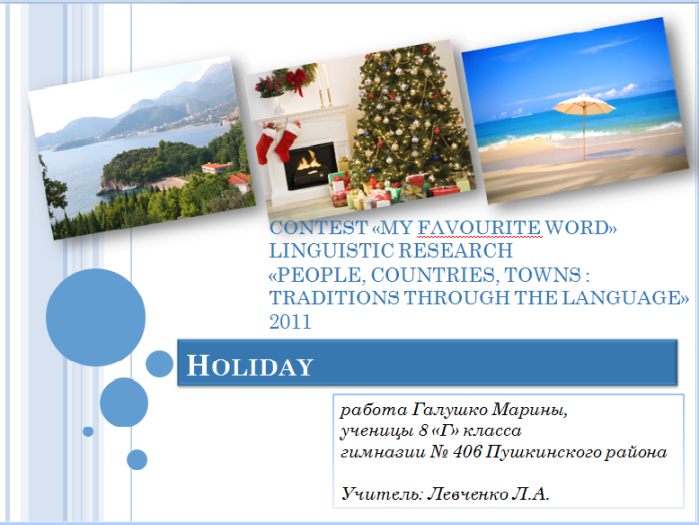 CONTEST «MY FAVOURITE WORD»
LINGUISTIC RESEARCH
«PEOPLE, COUNTRIES, TOWNS :
TRADITIONS THROUGH THE LANGUAGE»
2011
HOLIDAY
работа Галушко Марины,
ученицы 8 «Г» класса
гимназии № 406 Пушкинского района
Учитель: Левченко Л.А.